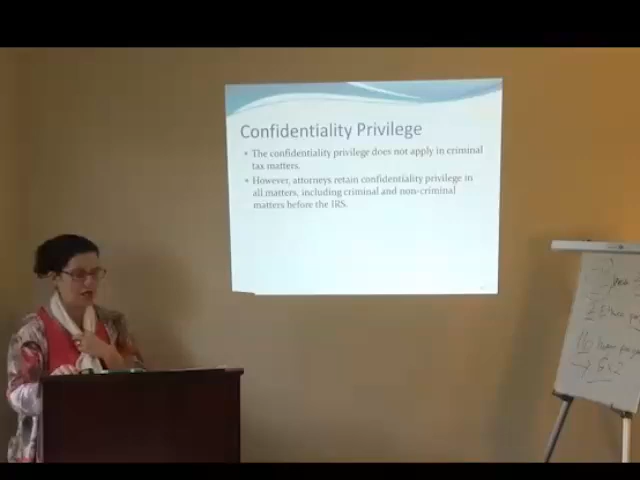 Confidentiality Privilege
• The confidentiality privilege does not apply in criminal
tax matters.
• However, attorneys retain confidentiality privilege in
all matters, including criminal and non-criminal
matters before the IRS.
16